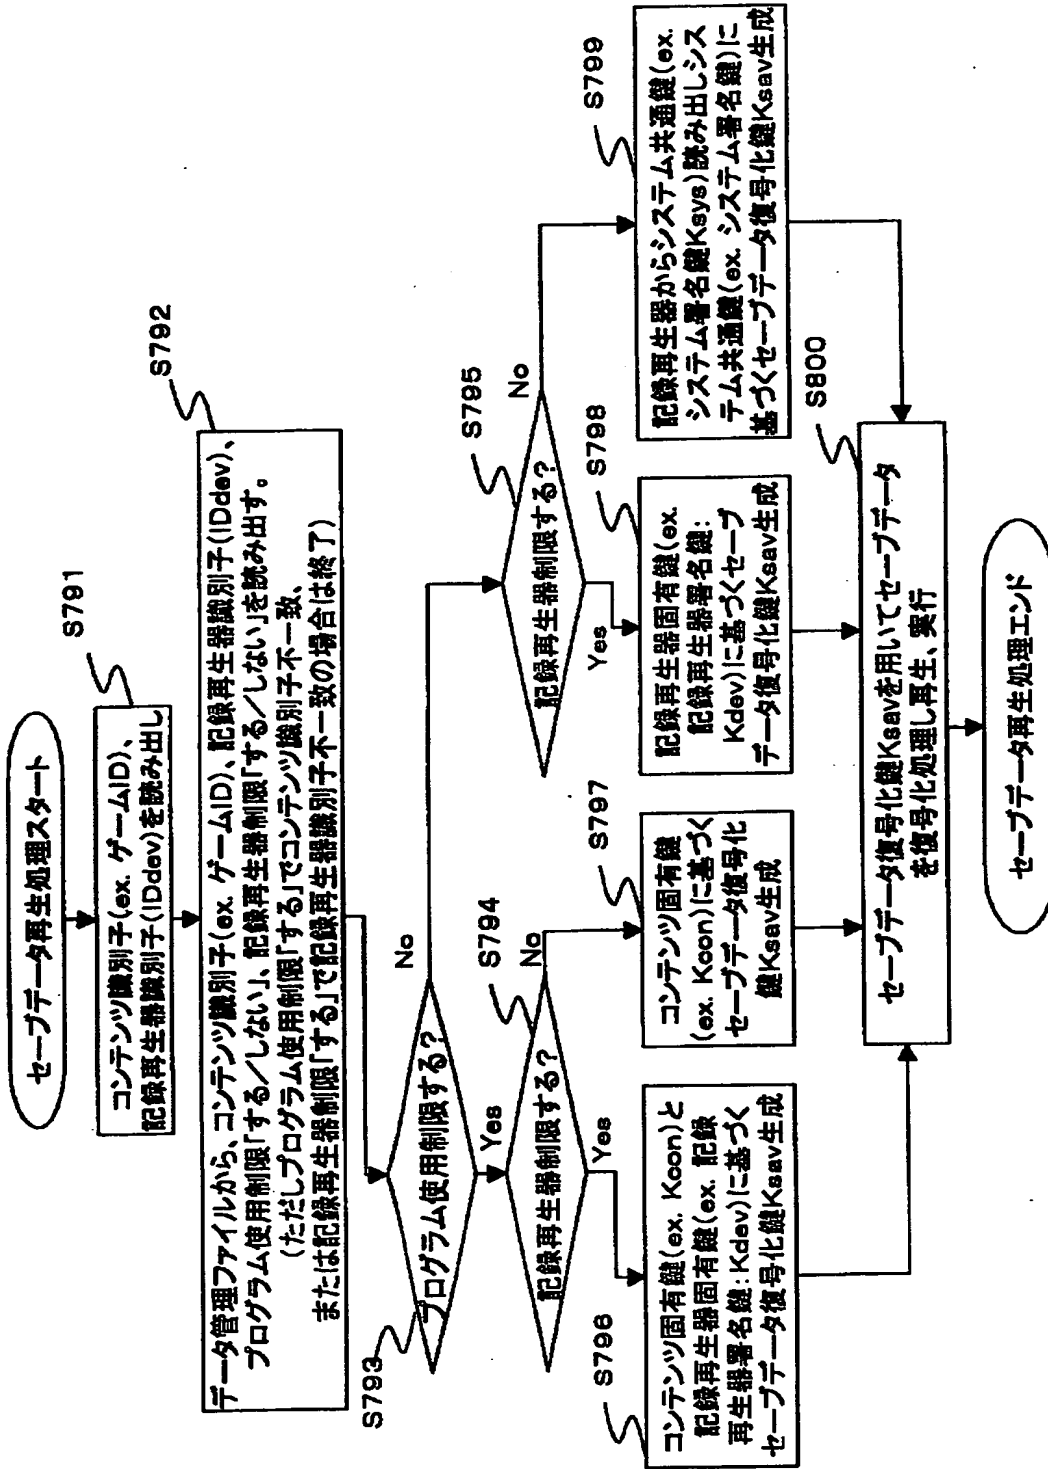 セーブデータ再生処理スタート
S791
コンテンツ識別子(ex. ゲームID)、
記録再生器識別子(IDdev)を読み出し
S792
データ管理ファイルから、コンテンツ識別子(ex. ゲームID)、記録再生器識別子(IDdev)、
プログラム使用制限「する/しない」、記録再生器制限「する/しない」を読み出す。
(ただしプログラム使用制限「する」でコンテンツ識別子不一致、
または記録再生器制限「する」で記録再生器識別子不一致の場合は終了)
S793
プログラム使用制限する?
No
Yes
S794
記録再生器制限する?
No
Yes
S795
記録再生器制限する?
No
Yes
S796
コンテンツ固有鍵(ex. Kcon)と
記録再生器固有鍵(ex. 記録
再生器署名鍵:Kdev)に基づく
セーブデータ復号化鍵Ksav生成
S797
コンテンツ固有鍵
(ex. Kcon)に基づく
セーブデータ復号化
鍵Ksav生成
S798
記録再生器固有鍵(ex.
記録再生器署名鍵:
Kdev)に基づくセーブ
データ復号化鍵Ksav生成
S799
記録再生器からシステム共通鍵(ex.
システム署名鍵Ksys)読み出しシス
テム共通鍵(ex. システム署名鍵)に
基づくセーブデータ復号化鍵Ksav生成
S800
セーブデータ復号化鍵Ksavを用いてセーブデータ
を復号化処理し再生、実行
セーブデータ再生処理エンド